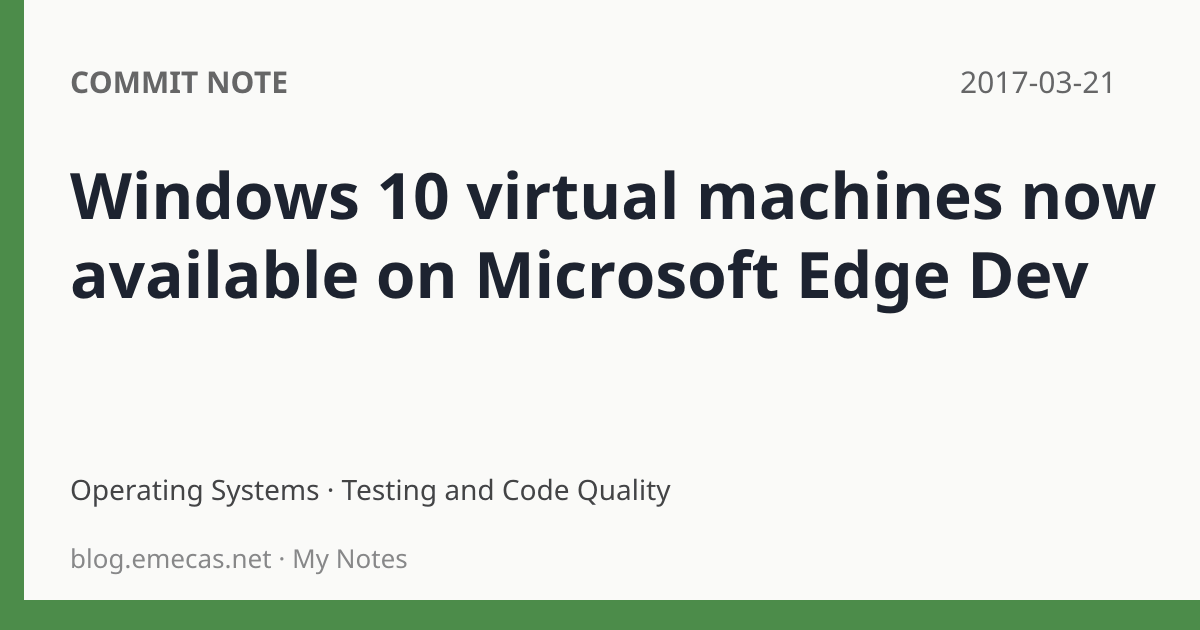 COMMIT NOTE
2017-03-21
Windows 10 virtual machines now
available on Microsoft Edge Dev
Operating Systems · Testing and Code Quality
blog.emecas.net · My Notes